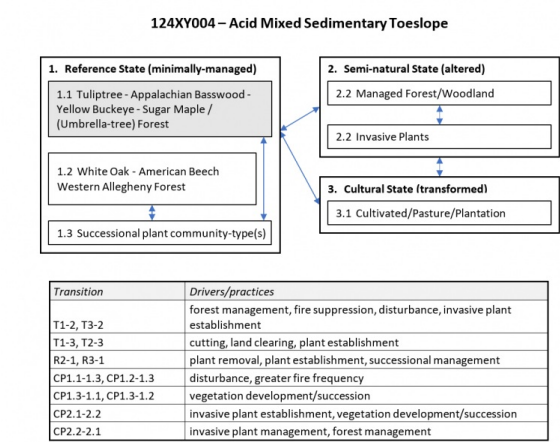 124XY004 – Acid Mixed Sedimentary Toeslope
1. Reference State (minimally-managed)
1.1 Tuliptree - Appalachian Basswood -
Yellow Buckeye - Sugar Maple /
(Umbrella-tree) Forest
1.2 White Oak - American Beech
Western Allegheny Forest
1.3 Successional plant community-type(s)
2. Semi-natural State (altered)
2.2 Managed Forest/Woodland
2.2 Invasive Plants
3. Cultural State (transformed)
3.1 Cultivated/Pasture/Plantation
Transition Drivers/practices
T1-2, T3-2 forest management, fire suppression, disturbance, invasive plant
establishment
T1-3, T2-3 cutting, land clearing, plant establishment
R2-1, R3-1 plant removal, plant establishment, successional management
CP1.1-1.3, CP1.2-1.3 disturbance, greater fire frequency
CP1.3-1.1, CP1.3-1.2 vegetation development/succession
CP2.1-2.2 invasive plant establishment, vegetation development/succession
CP2.2-2.1 invasive plant management, forest management